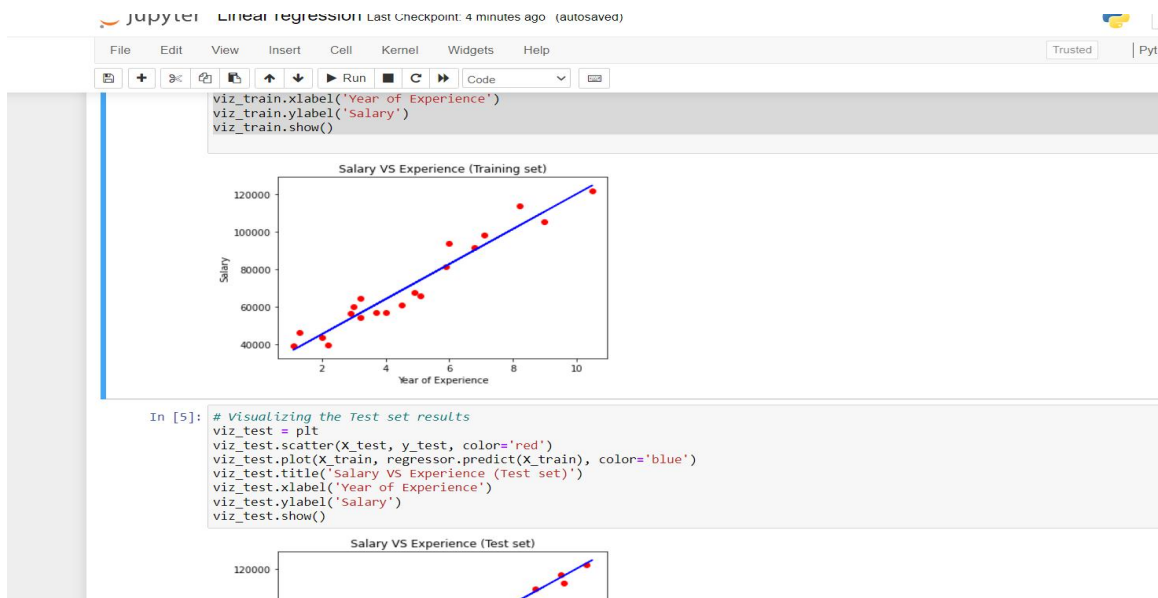 Jupyter Linear regression Last Checkpoint: 4 minutes ago (autosaved)
File Edit View Insert Cell Kernel Widgets Help Trusted Pyt
Run Code
viz_train.xlabel('Year of Experience')
viz_train.ylabel('Salary')
viz_train.show()
Salary VS Experience (Training set)
120000
100000
80000
60000
40000
Salary
2 4 6 8 10
Year of Experience
In [5]: # Visualizing the Test set results
viz_test = plt
viz_test.scatter(X_test, y_test, color='red')
viz_test.plot(X_train, regressor.predict(X_train), color='blue')
viz_test.title('Salary VS Experience (Test set)')
viz_test.xlabel('Year of Experience')
viz_test.ylabel('Salary')
viz_test.show()
Salary VS Experience (Test set)
120000